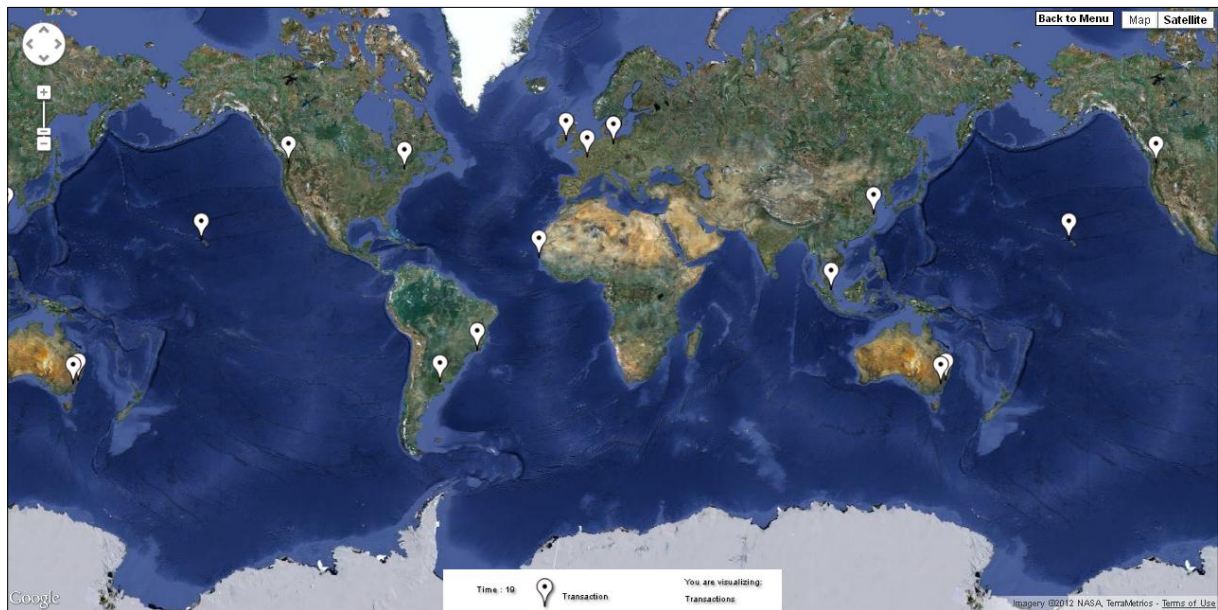 Back to Menu Map Satellite
Time : 19 Transaction
You are visualizing:
Transactions
Google
Imagery ©2012 NASA, TerraMetrics - Terms of Use